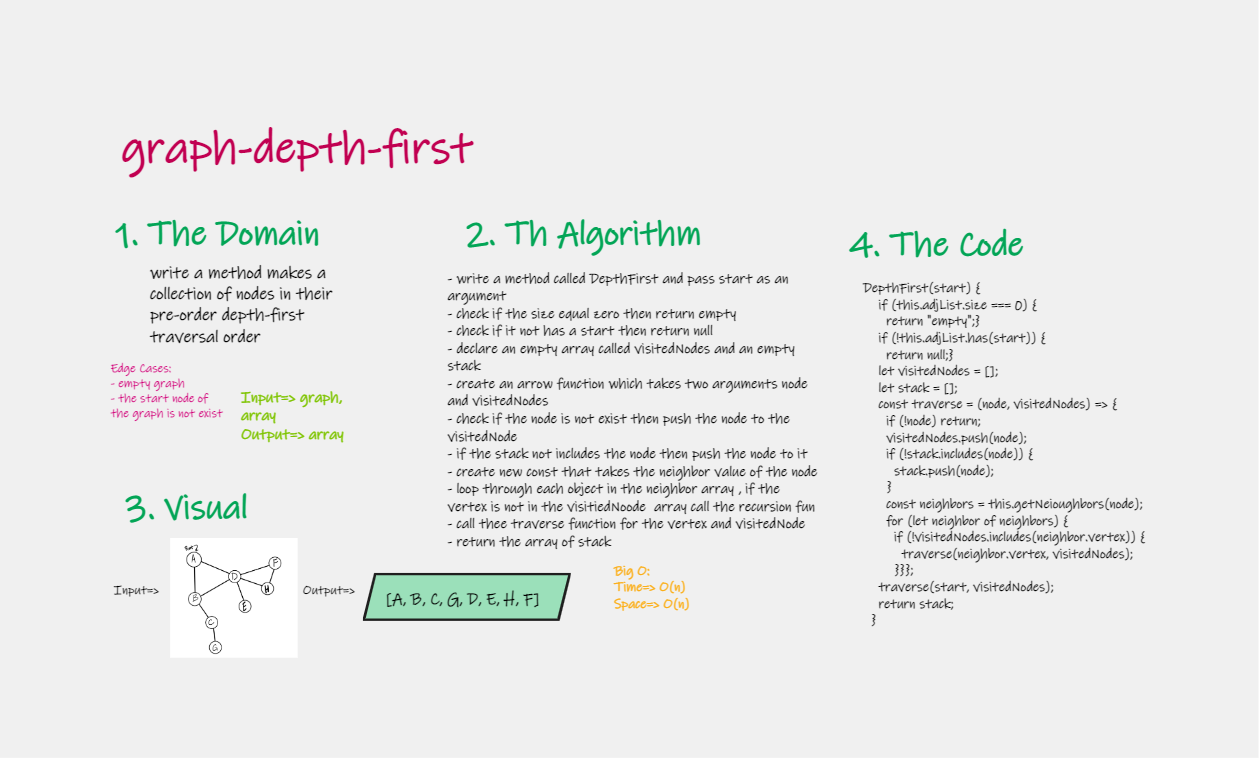 graph-depth-first
1. The Domain
write a method makes a
collection of nodes in their
pre-order depth-first
traversal order
Edge Cases:
- empty graph
- the start node of
the graph is not exist
Input=> graph,
array
Output=> array
2. Th Algorithm
- write a method called DepthFirst and pass start as an
argument
- check if the size equal zero then return empty
- check if it not has a start then return null
- declare an empty array called visitedNodes and an empty
stack
- create an arrow function which takes two arguments node
and visitedNodes
- check if the node is not exist then push the node to the
visitedNode
- if the stack not includes the node then push the node to it
- create new const that takes the neighbor value of the node
- loop through each object in the neighbor array , if the
vertex is not in the visitiedNoode array call the recursion fun
- call thee traverse function for the vertex and visitedNode
- return the array of stack
Big O:
Time=> O(n)
Space=> O(n)
3. Visual
Input=>
A
F
D
H
B
E
C
G
Output=>
[A, B, C, G, D, E, H, F]
4. The Code
DepthFirst(start) {
if (this.adjList.size === 0) {
return "empty";}
if (!this.adjList.has(start)) {
return null;}
let visitedNodes = [];
let stack = [];
const traverse = (node, visitedNodes) => {
if (!node) return;
visitedNodes.push(node);
if (!stack.includes(node)) {
stack.push(node);
}
const neighbors = this.getNeioughbors(node);
for (let neighbor of neighbors) {
if (!visitedNodes.includes(neighbor.vertex)) {
traverse(neighbor.vertex, visitedNodes);
}}};
traverse(start, visitedNodes);
return stack;
}